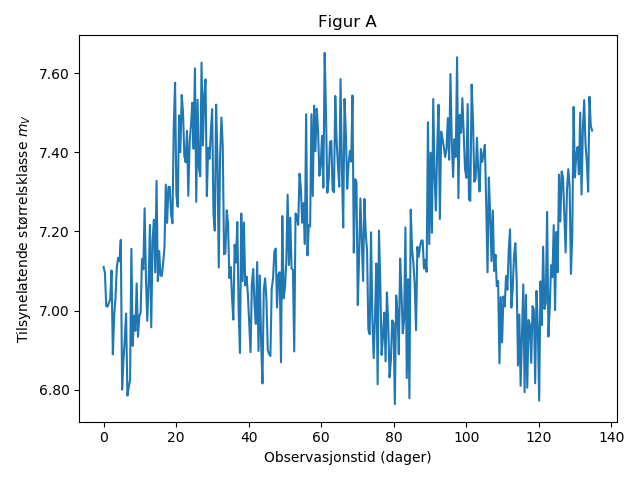 Figur A
Tilsynelatende størrelsklasse $m_V$
7.60
7.40
7.20
7.00
6.80
0 20 40 60 80 100 120 140
Observasjonstid (dager)